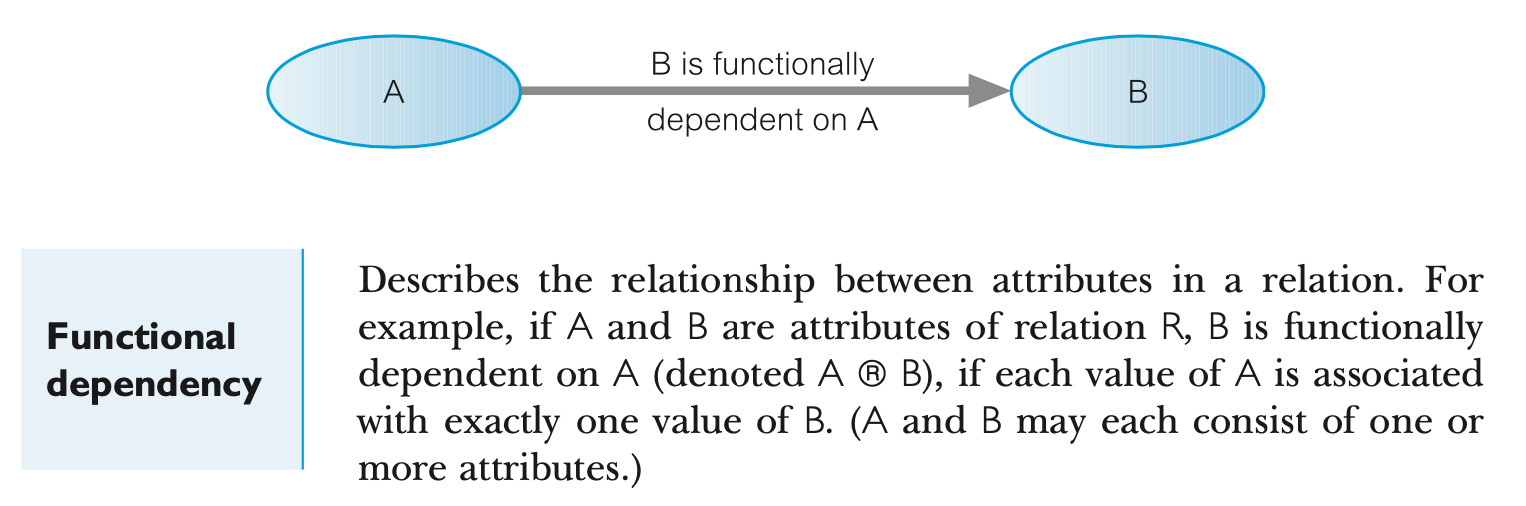 A
B is functionally
dependent on A
B
Functional
dependency
Describes the relationship between attributes in a relation. For
example, if A and B are attributes of relation R, B is functionally
dependent on A (denoted A ® B), if each value of A is associated
with exactly one value of B. (A and B may each consist of one or
more attributes.)